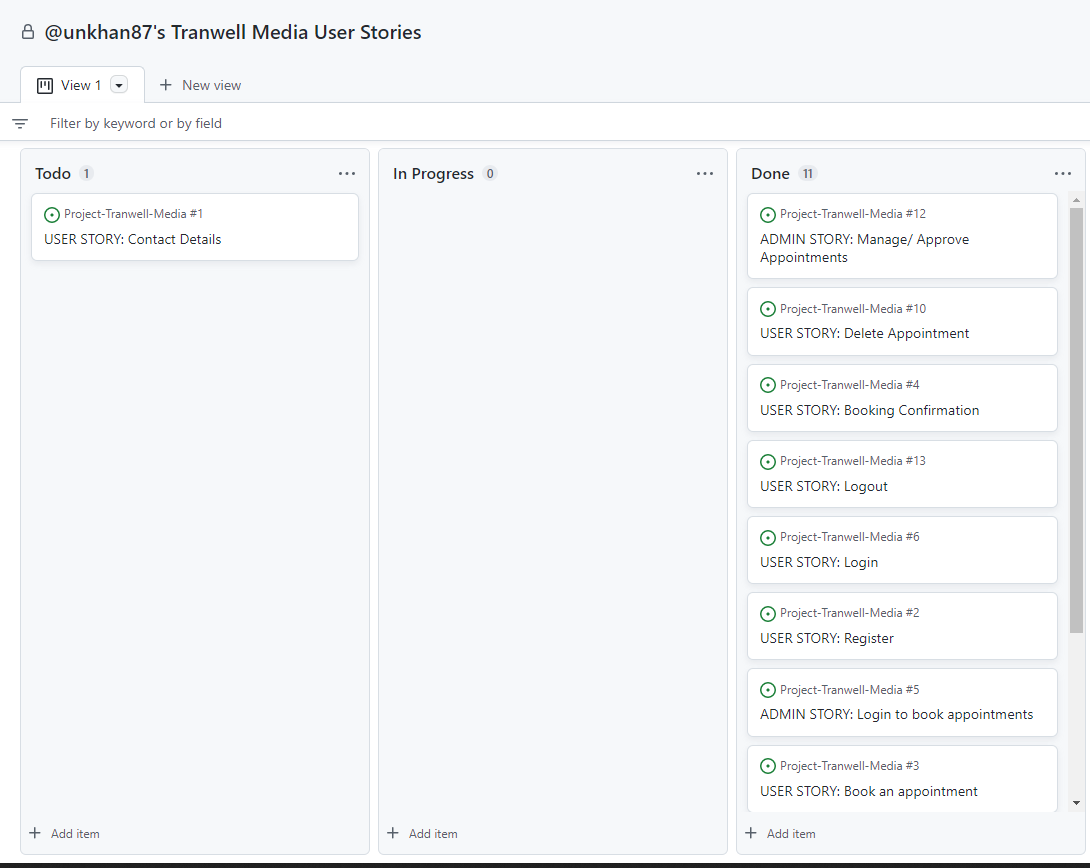 @unkhan87's Tranwell Media User Stories
View 1
New view
Filter by keyword or by field
Todo 1
Project-Tranwell-Media #1
USER STORY: Contact Details
Add item
In Progress 0
Add item
Done 11
Project-Tranwell-Media #12
ADMIN STORY: Manage/ Approve
Appointments
Project-Tranwell-Media #10
USER STORY: Delete Appointment
Project-Tranwell-Media #4
USER STORY: Booking Confirmation
Project-Tranwell-Media #13
USER STORY: Logout
Project-Tranwell-Media #6
USER STORY: Login
Project-Tranwell-Media #2
USER STORY: Register
Project-Tranwell-Media #5
ADMIN STORY: Login to book appointments
Project-Tranwell-Media #3
USER STORY: Book an appointment
Add item